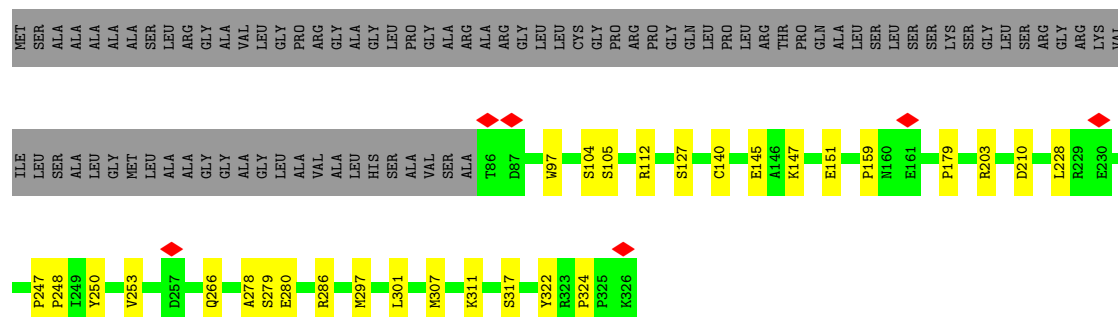 MET SER ALA ALA ALA ALA ALA SER LEU ARG GLY ALA VAL LEU GLY PRO ARG GLY ALA GLY LEU PRO GLY ALA ARG ALA ARG GLY LEU LEU CYS GLY PRO ARG PRO GLY GLN LEU PRO LEU ARG THR PRO GLN ALA LEU SER LEU SER SER LYS SER GLY LEU SER ARG GLY ARG LYS VAL
ILE LEU SER ALA LEU GLY MET LEU ALA ALA GLY GLY ALA GLY LEU ALA VAL ALA LEU HIS SER ALA VAL SER ALA T86 D87 W97 S104 S105 R112 S127 C140 E145 A146 K147 E151 P159 N160 E161 P179 R203 D210 L228 R229 E230
P247 P248 I249 Y250 V253 D257 Q266 A278 S279 E280 R286 M297 L301 M307 K311 S317 Y322 R323 P324 P325 K326